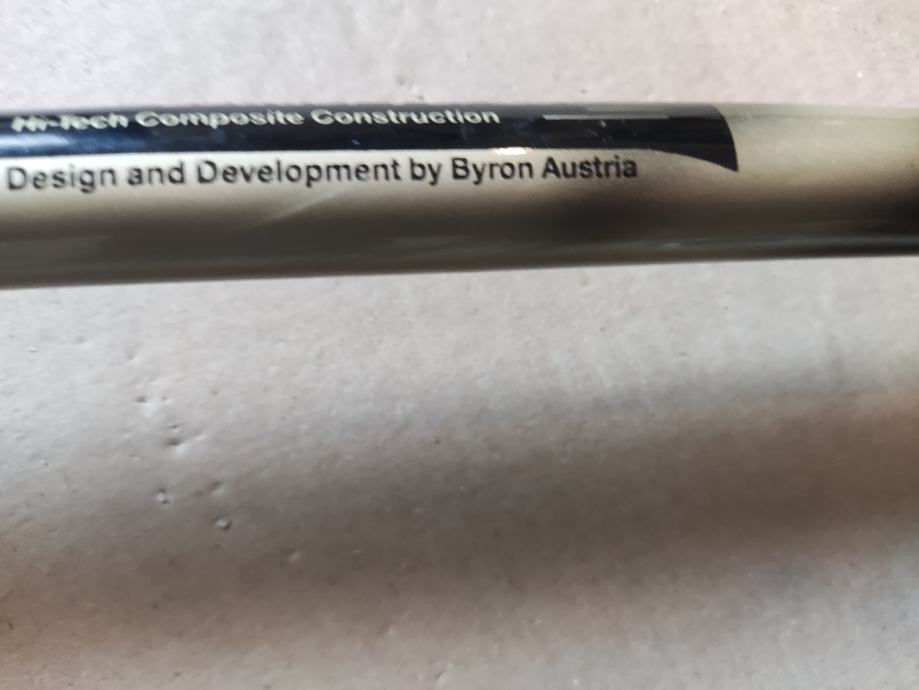 Hi-Tech Composite Construction
Design and Development by Byron Austria